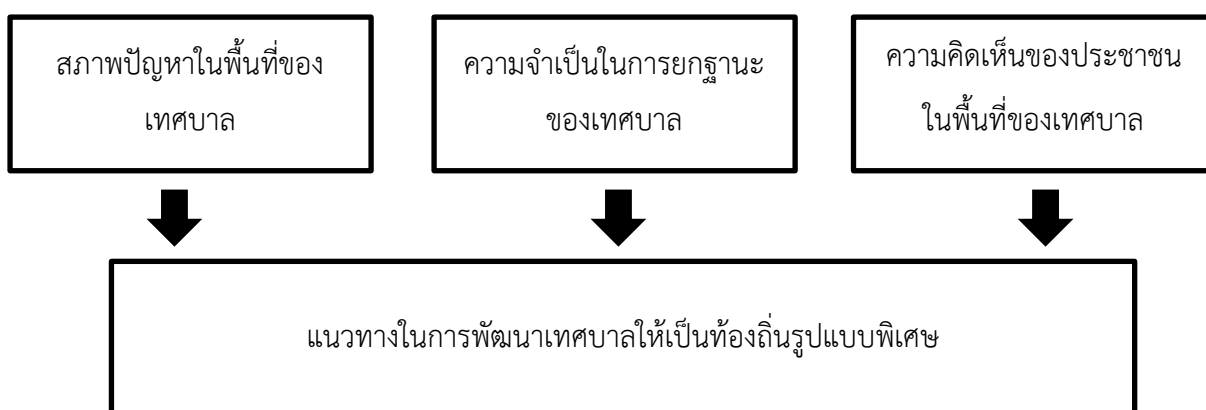 สภาพปัญหาในพื้นที่ของ
เทศบาล
ความจำเป็นในการยกฐานะ
ของเทศบาล
ความคิดเห็นของประชาชน
ในพื้นที่ของเทศบาล
แนวทางในการพัฒนาเทศบาลให้เป็นท้องถิ่นรูปแบบพิเศษ